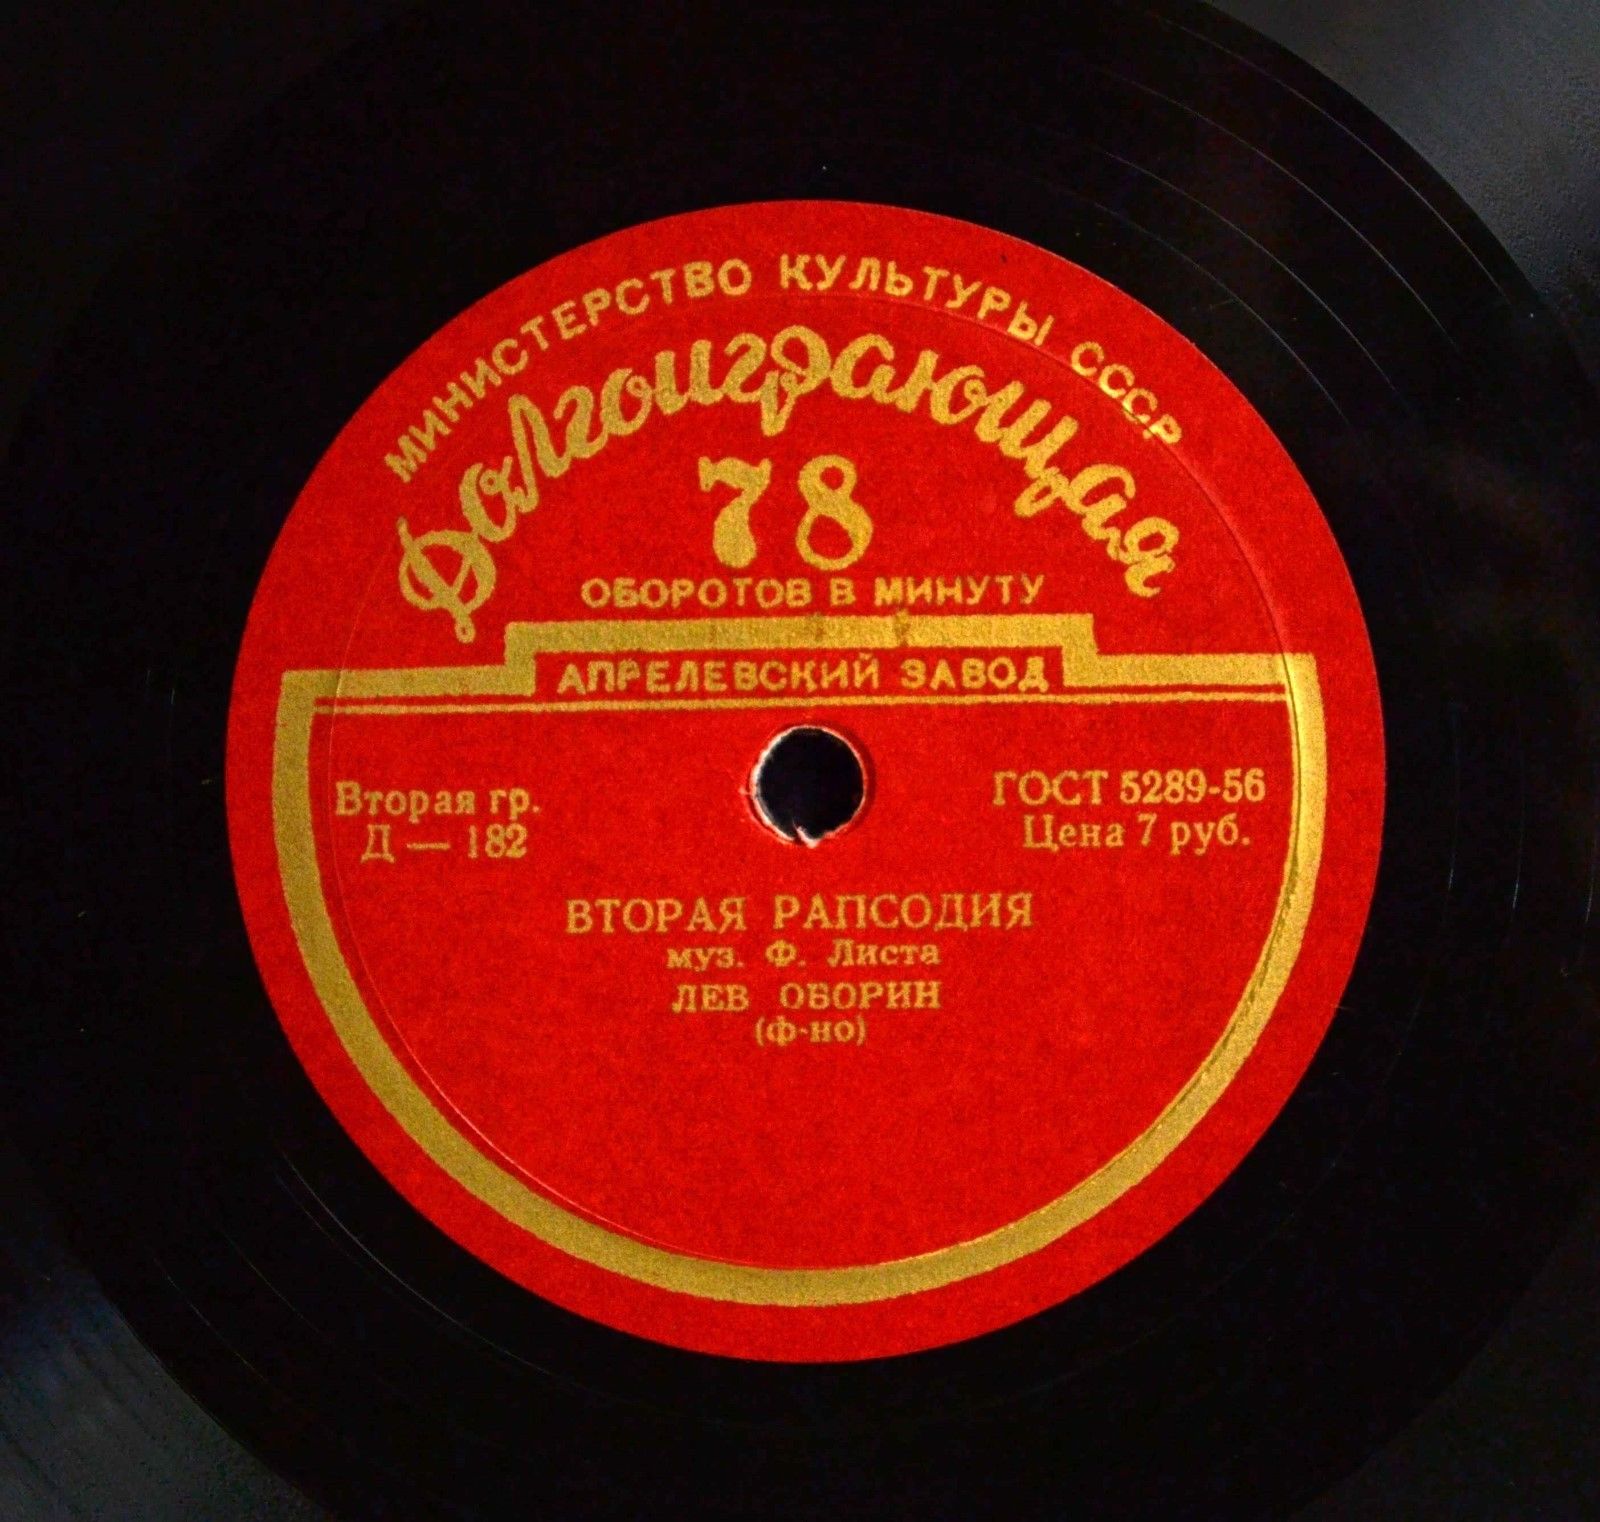 МИНИСТЕРСТВО КУЛЬТУРЫ СССР
Долгоиграющая
78
ОБОРОТОВ В МИНУТУ
АПРЕЛЕВСКИЙ ЗАВОД
Вторая гр.
Д — 182
ГОСТ 5289-56
Цена 7 руб.
ВТОРАЯ РАПСОДИЯ
муз. Ф. Листа
ЛЕВ ОБОРИН
(ф-но)